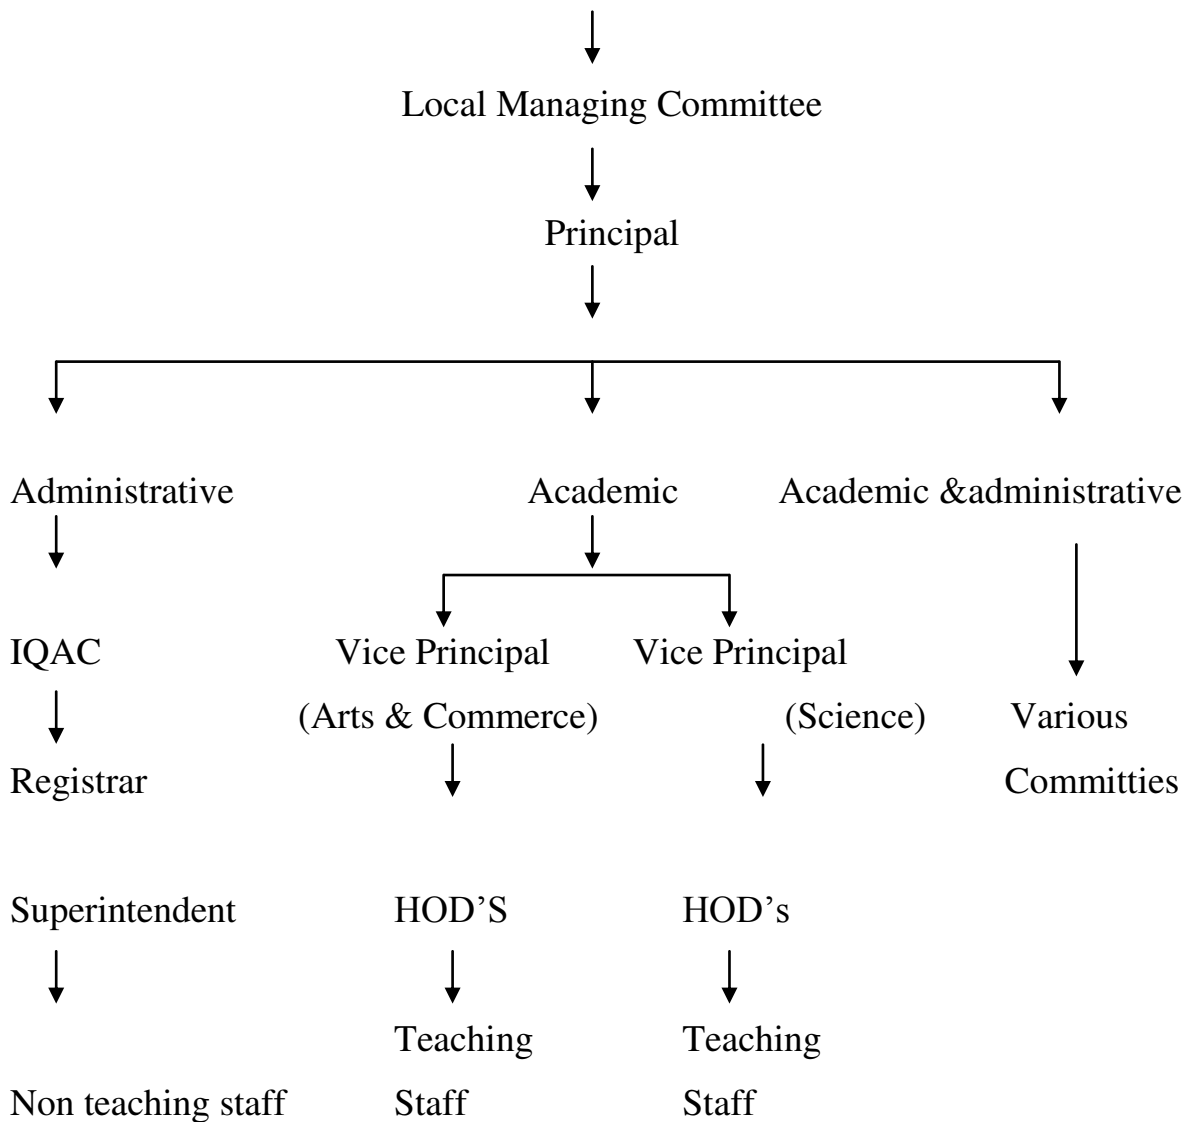 Local Managing Committee
Principal
Administrative Academic Academic &administrative
IQAC Vice Principal Vice Principal
(Arts & Commerce) (Science) Various
Registrar Committies
Superintendent HOD’S HOD’s
Teaching Teaching
Non teaching staff Staff Staff